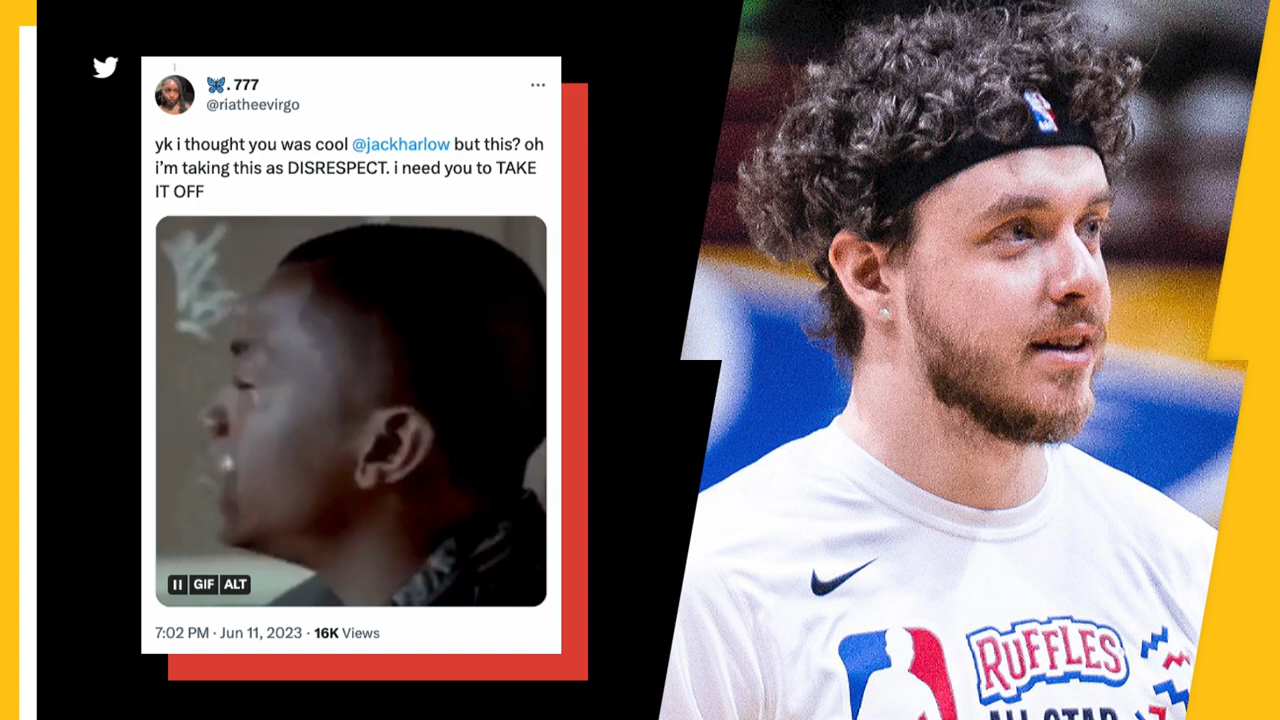 🦋. 777
@riatheevirgo
yk i thought you was cool @jackharlow but this? oh
i'm taking this as DISRESPECT. i need you to TAKE
IT OFF
GIF ALT
7:02 PM · Jun 11, 2023 · 16K Views
RUFFLES
ALL-STAR